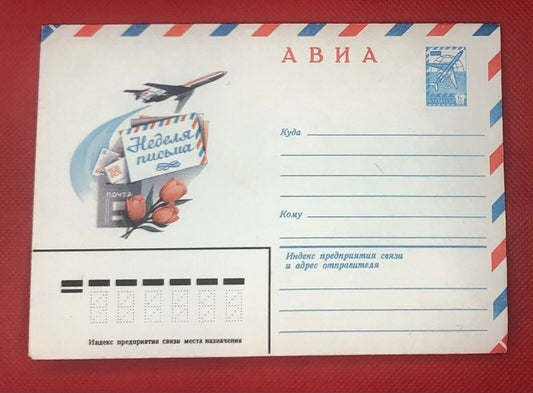 АВИА
Неделя
письма
ПОЧТА
Куда
Кому
Индекс предприятия связи
и адрес отправителя
Индекс предприятия связи места назначения